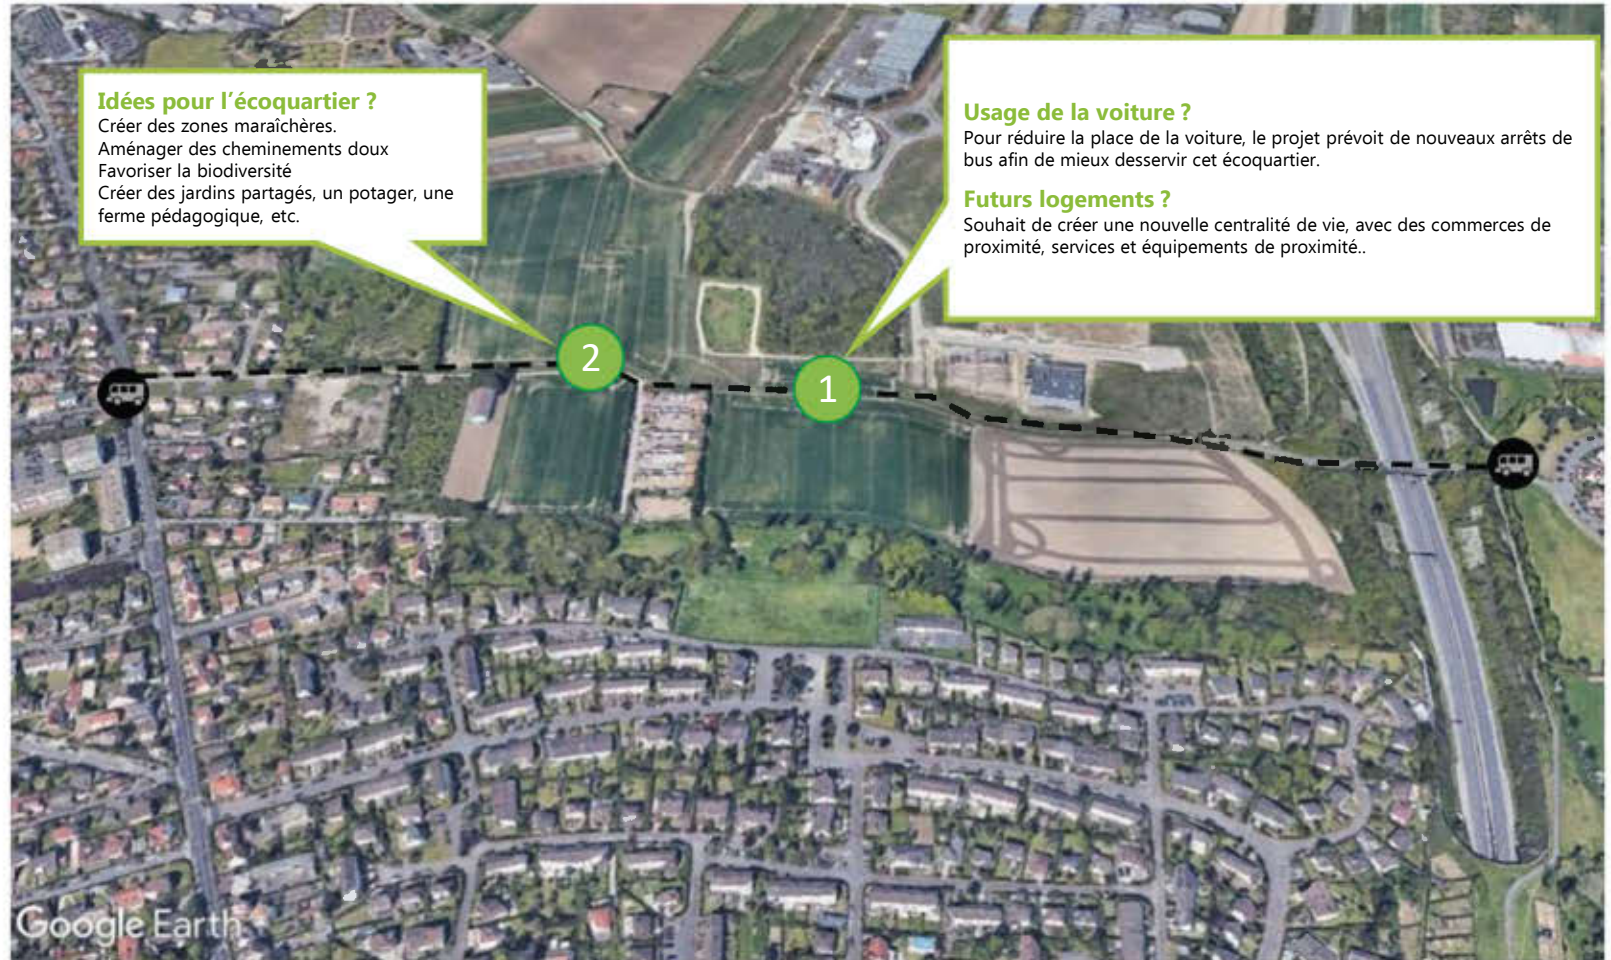 Idées pour l'écoquartier ?
Créer des zones maraîchères.
Aménager des cheminements doux
Favoriser la biodiversité
Créer des jardins partagés, un potager, une
ferme pédagogique, etc.
Usage de la voiture ?
Pour réduire la place de la voiture, le projet prévoit de nouveaux arrêts de
bus afin de mieux desservir cet écoquartier.
Futurs logements ?
Souhait de créer une nouvelle centralité de vie, avec des commerces de
proximité, services et équipements de proximité..
2
1
Google Earth